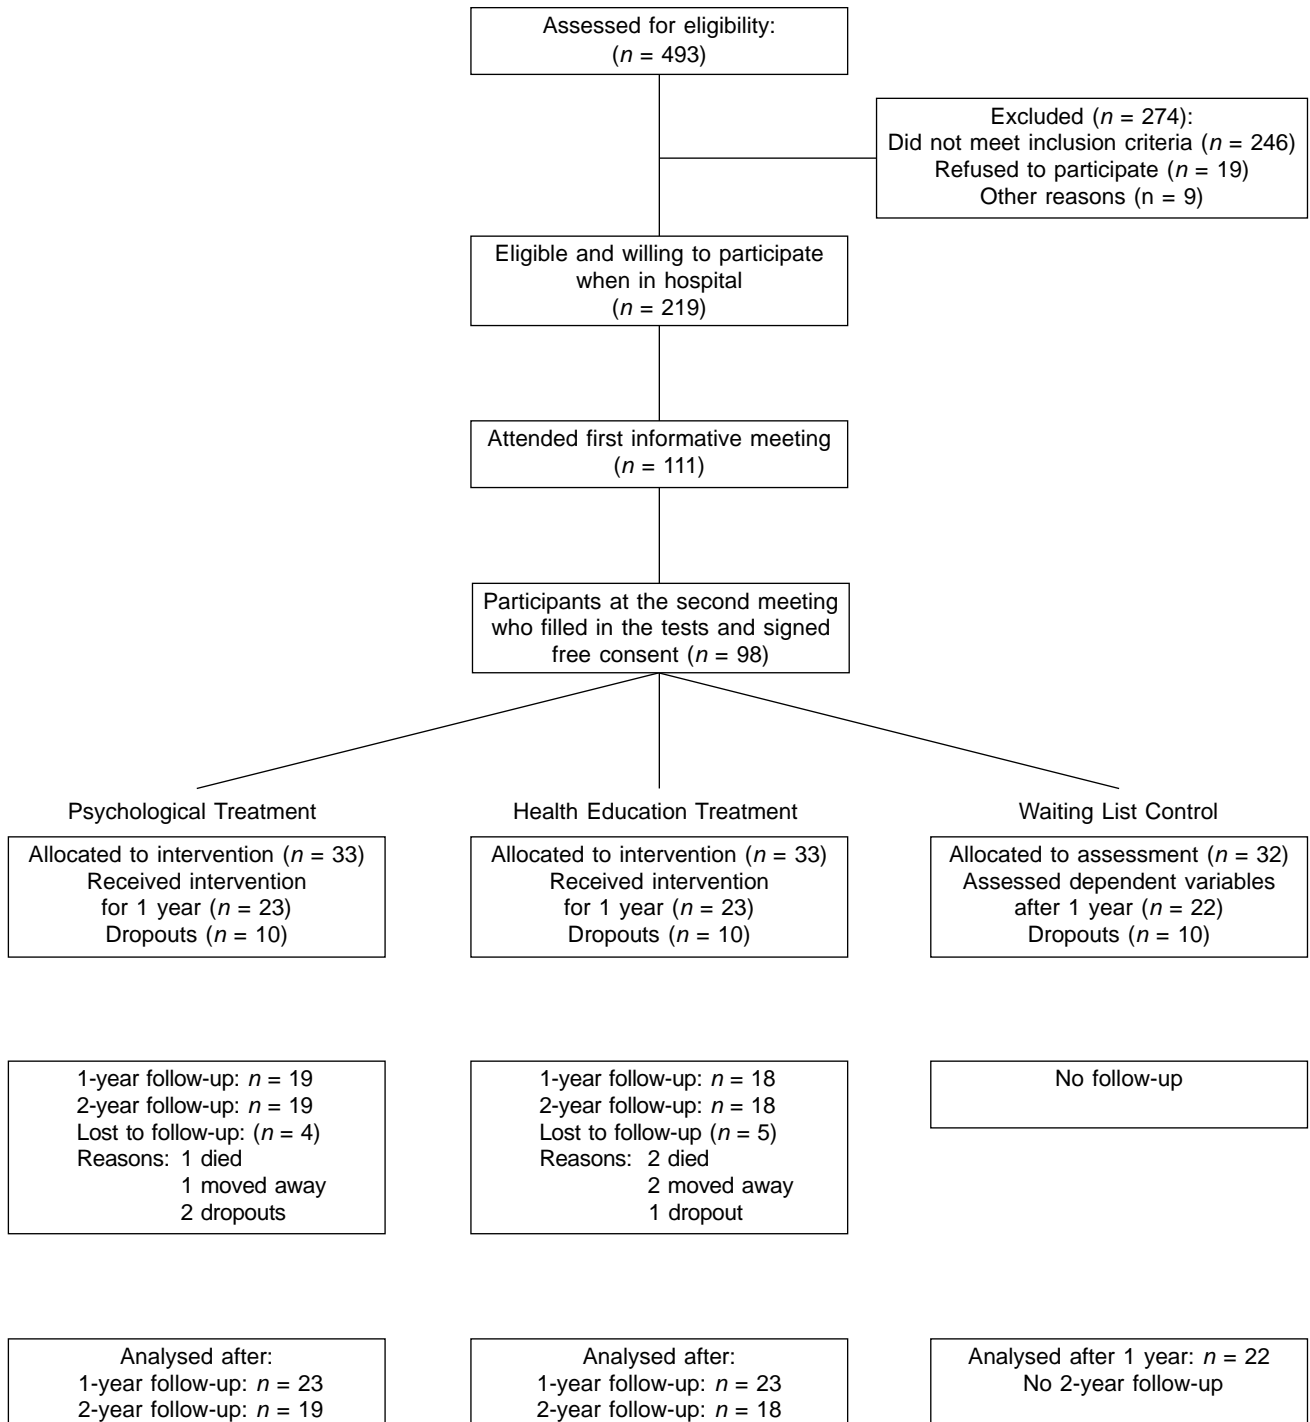 Assessed for eligibility:
(n = 493)
Excluded (n = 274):
Did not meet inclusion criteria (n = 246)
Refused to participate (n = 19)
Other reasons (n = 9)
Eligible and willing to participate
when in hospital
(n = 219)
Attended first informative meeting
(n = 111)
Participants at the second meeting
who filled in the tests and signed
free consent (n = 98)
Psychological Treatment
Allocated to intervention (n = 33)
Received intervention
for 1 year (n = 23)
Dropouts (n = 10)
Health Education Treatment
Allocated to intervention (n = 33)
Received intervention
for 1 year (n = 23)
Dropouts (n = 10)
Waiting List Control
Allocated to assessment (n = 32)
Assessed dependent variables
after 1 year (n = 22)
Dropouts (n = 10)
1-year follow-up: n = 19
2-year follow-up: n = 19
Lost to follow-up: (n = 4)
Reasons: 1 died
1 moved away
2 dropouts
1-year follow-up: n = 18
2-year follow-up: n = 18
Lost to follow-up (n = 5)
Reasons: 2 died
2 moved away
1 dropout
No follow-up
Analysed after:
1-year follow-up: n = 23
2-year follow-up: n = 19
Analysed after:
1-year follow-up: n = 23
2-year follow-up: n = 18
Analysed after 1 year: n = 22
No 2-year follow-up